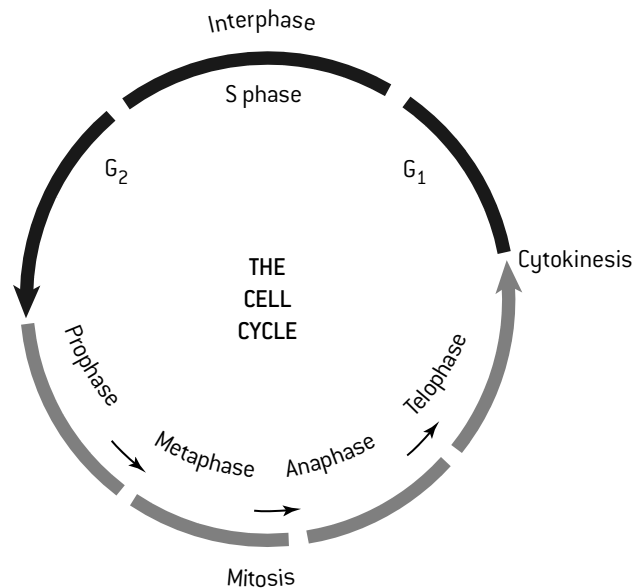 Interphase
S phase
G₂
G₁
THE
CELL
CYCLE
Cytokinesis
Prophase
Metaphase
Anaphase
Telophase
Mitosis